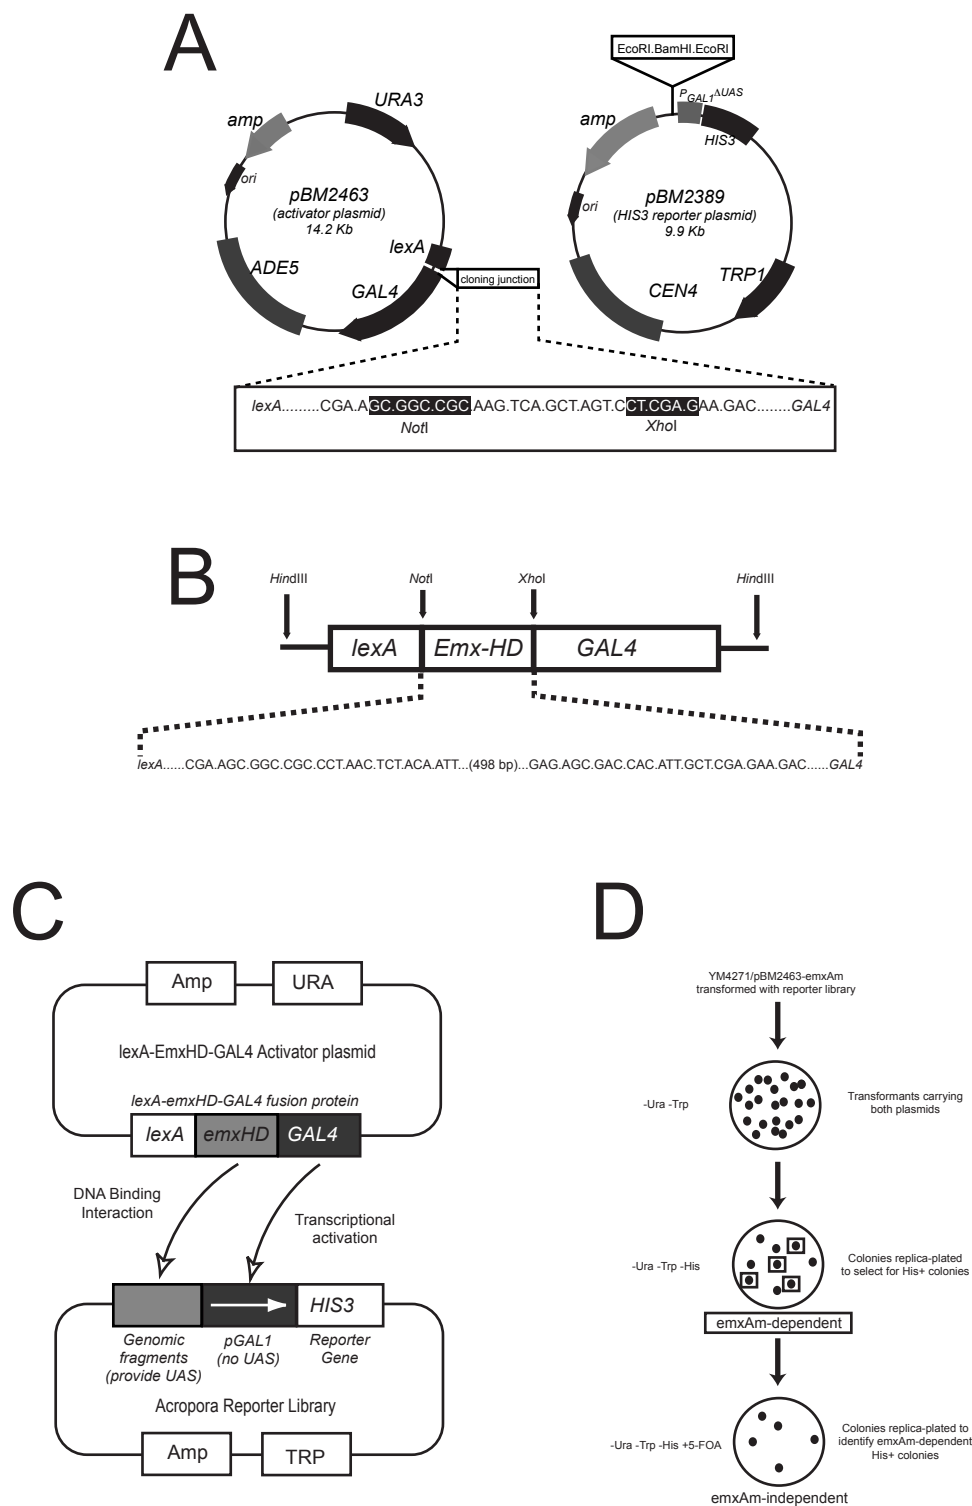 A
EcoRI.BamHI.EcoRI
URA3
amp
ori
pBM2463
(activator plasmid)
14.2 Kb
lexA
ADE5
GAL4
cloning junction
PGAL1ΔUAS
amp
HIS3
ori
pBM2389
(HIS3 reporter plasmid)
9.9 Kb
TRP1
CEN4
lexA.........CGA.AGC.GGC.CGC.AAG.TCA.GCT.AGT.CCT.CGA.GAA.GAC........GAL4
NotI
XhoI
B
HindIII
NotI
XhoI
HindIII
lexA
Emx-HD
GAL4
lexA......CGA.AGC.GGC.CGC.CCT.AAC.TCT.ACA.ATT...(498 bp)...GAG.AGC.GAC.CAC.ATT.GCT.CGA.GAA.GAC......GAL4
C
Amp
URA
lexA-EmxHD-GAL4 Activator plasmid
lexA-emxHD-GAL4 fusion protein
lexA
emxHD
GAL4
DNA Binding
Interaction
Transcriptional
activation
HIS3
Genomic
fragments
(provide UAS)
pGAL1
(no UAS)
Reporter
Gene
Acropora Reporter Library
Amp
TRP
D
YM4271/pBM2463-emxAm
transformed with reporter library
-Ura -Trp
Transformants carrying
both plasmids
-Ura -Trp -His
Colonies replica-plated
to select for His+ colonies
emxAm-dependent
-Ura -Trp -His +5-FOA
Colonies replica-plated to
identify emxAm-dependent
His+ colonies
emxAm-independent